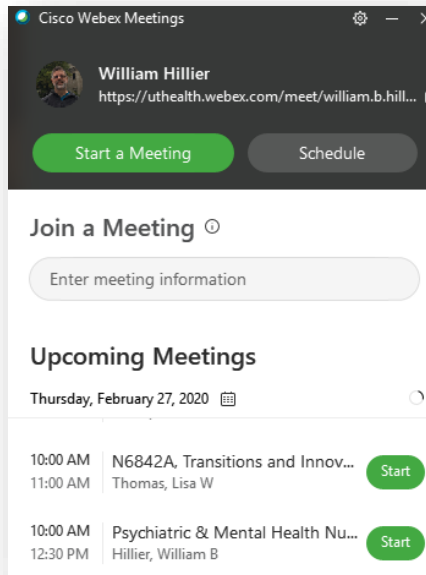 Cisco Webex Meetings
William Hillier
https://uthealth.webex.com/meet/william.b.hill...
Start a Meeting
Schedule
Join a Meeting
Enter meeting information
Upcoming Meetings
Thursday, February 27, 2020
10:00 AM N6842A, Transitions and Innov... Start
11:00 AM Thomas, Lisa W
10:00 AM Psychiatric & Mental Health Nu... Start
12:30 PM Hillier, William B